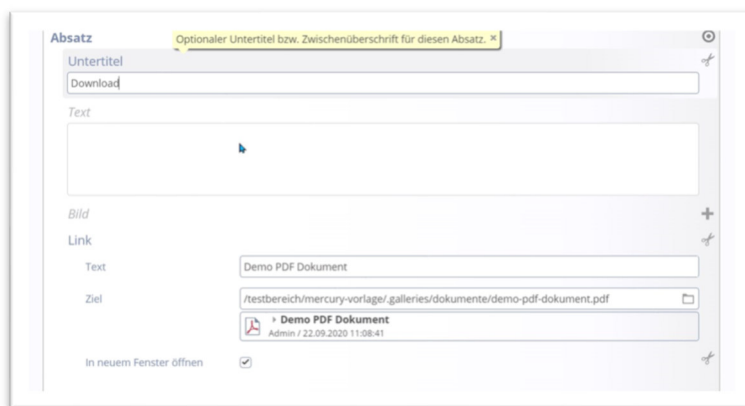 Absatz
Optionaler Untertitel bzw. Zwischenüberschrift für diesen Absatz. ×
Untertitel
Download
Text
Bild
Link
Text Demo PDF Dokument
Ziel /testbereich/mercury-vorlage/.galleries/dokumente/demo-pdf-dokument.pdf
Demo PDF Dokument
Admin / 22.09.2020 11:08:41
In neuem Fenster öffnen